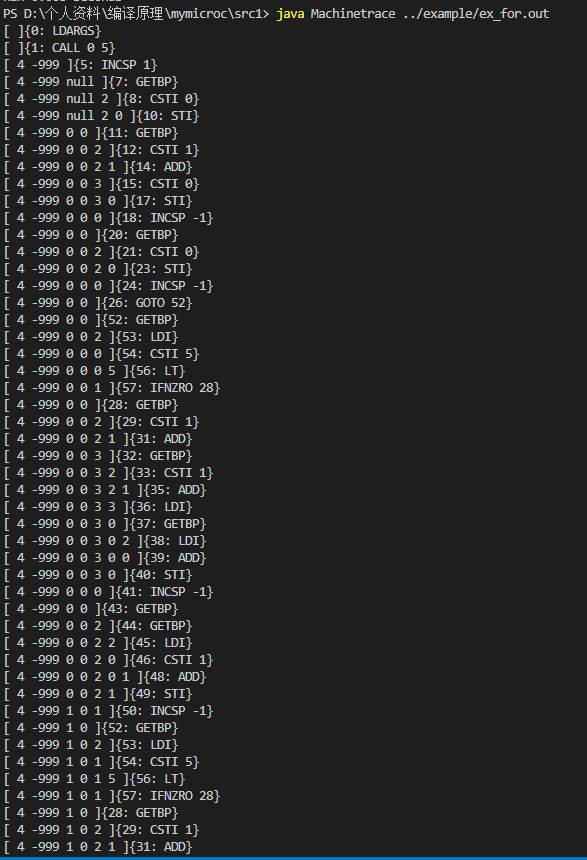 PS D:\个人资料\编译原理\mymicroc\src1> java Machinetrace ../example/ex_for.out
[ ]{0: LDARGS}
[ ]{1: CALL 0 5}
[ 4 -999 ]{5: INCSP 1}
[ 4 -999 null ]{7: GETBP}
[ 4 -999 null 2 ]{8: CSTI 0}
[ 4 -999 null 2 0 ]{10: STI}
[ 4 -999 0 0 ]{11: GETBP}
[ 4 -999 0 0 2 ]{12: CSTI 1}
[ 4 -999 0 0 2 1 ]{14: ADD}
[ 4 -999 0 0 3 ]{15: CSTI 0}
[ 4 -999 0 0 3 0 ]{17: STI}
[ 4 -999 0 0 0 ]{18: INCSP -1}
[ 4 -999 0 0 ]{20: GETBP}
[ 4 -999 0 0 2 ]{21: CSTI 0}
[ 4 -999 0 0 2 0 ]{23: STI}
[ 4 -999 0 0 0 ]{24: INCSP -1}
[ 4 -999 0 0 ]{26: GOTO 52}
[ 4 -999 0 0 ]{52: GETBP}
[ 4 -999 0 0 2 ]{53: LDI}
[ 4 -999 0 0 0 ]{54: CSTI 5}
[ 4 -999 0 0 0 5 ]{56: LT}
[ 4 -999 0 0 1 ]{57: IFNZRO 28}
[ 4 -999 0 0 ]{28: GETBP}
[ 4 -999 0 0 2 ]{29: CSTI 1}
[ 4 -999 0 0 2 1 ]{31: ADD}
[ 4 -999 0 0 3 ]{32: GETBP}
[ 4 -999 0 0 3 2 ]{33: CSTI 1}
[ 4 -999 0 0 3 2 1 ]{35: ADD}
[ 4 -999 0 0 3 3 ]{36: LDI}
[ 4 -999 0 0 3 0 ]{37: GETBP}
[ 4 -999 0 0 3 0 2 ]{38: LDI}
[ 4 -999 0 0 3 0 0 ]{39: ADD}
[ 4 -999 0 0 3 0 ]{40: STI}
[ 4 -999 0 0 0 ]{41: INCSP -1}
[ 4 -999 0 0 ]{43: GETBP}
[ 4 -999 0 0 2 ]{44: GETBP}
[ 4 -999 0 0 2 2 ]{45: LDI}
[ 4 -999 0 0 2 0 ]{46: CSTI 1}
[ 4 -999 0 0 2 0 1 ]{48: ADD}
[ 4 -999 0 0 2 1 ]{49: STI}
[ 4 -999 1 0 1 ]{50: INCSP -1}
[ 4 -999 1 0 ]{52: GETBP}
[ 4 -999 1 0 2 ]{53: LDI}
[ 4 -999 1 0 1 ]{54: CSTI 5}
[ 4 -999 1 0 1 5 ]{56: LT}
[ 4 -999 1 0 1 ]{57: IFNZRO 28}
[ 4 -999 1 0 ]{28: GETBP}
[ 4 -999 1 0 2 ]{29: CSTI 1}
[ 4 -999 1 0 2 1 ]{31: ADD}